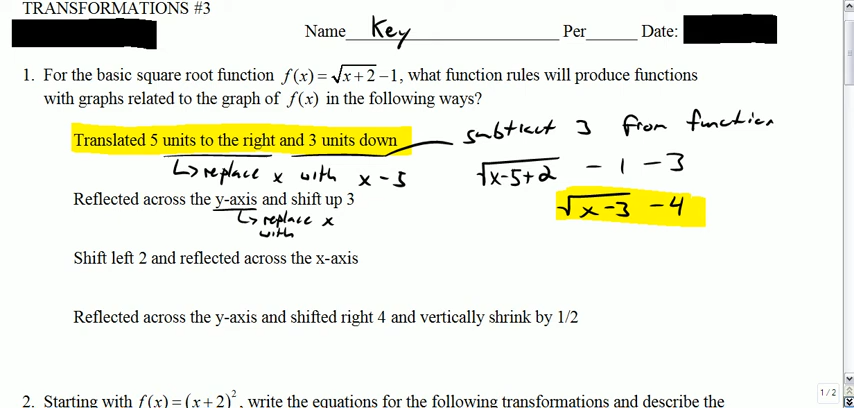 TRANSFORMATIONS #3
Name Key Per Date:
1. For the basic square root function f(x) = √x + 2 − 1, what function rules will produce functions
with graphs related to the graph of f(x) in the following ways?
subtract 3 from function
Translated 5 units to the right and 3 units down
↳ replace x with x − 5
√x−5+2 − 1 − 3
Reflected across the y-axis and shift up 3
√x−3 − 4
↳ replace x
with
Shift left 2 and reflected across the x-axis
Reflected across the y-axis and shifted right 4 and vertically shrink by 1/2
1 / 2
2. Starting with f(x) = (x + 2)², write the equations for the following transformations and describe the